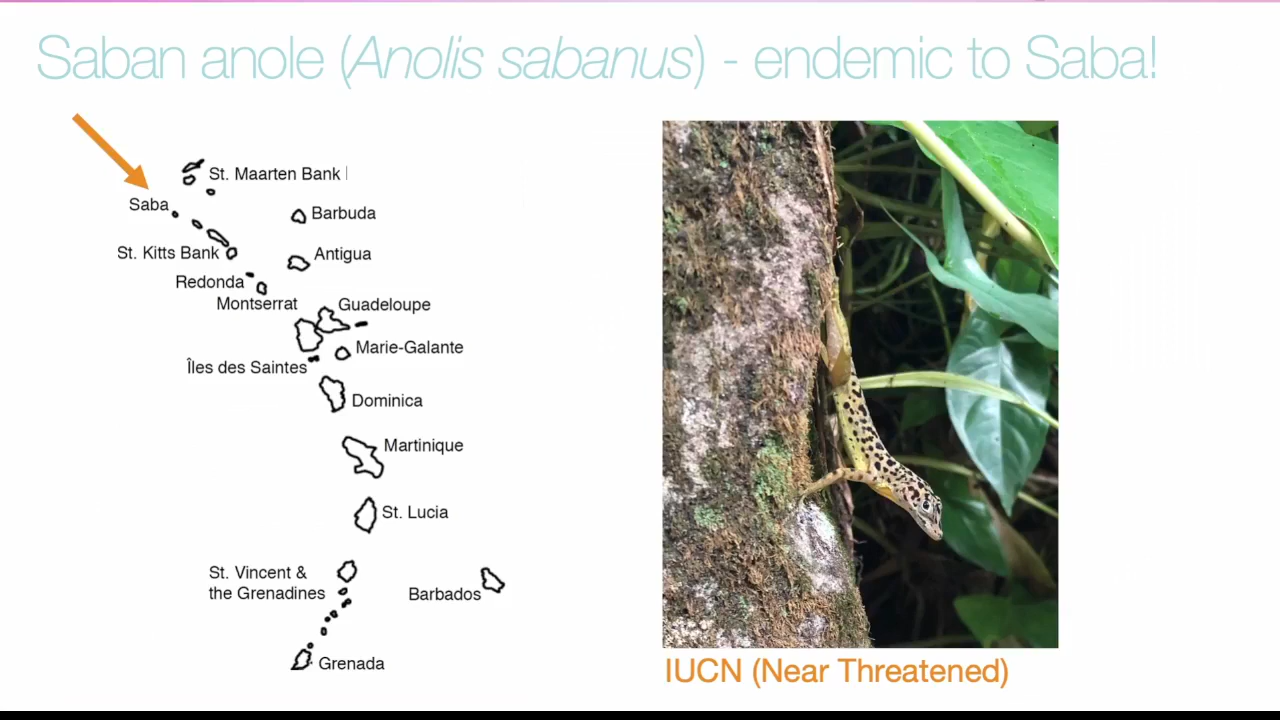 Saban anole (Anolis sabanus) - endemic to Saba!
St. Maarten Bank
Saba
Barbuda
St. Kitts Bank
Antigua
Redonda
Montserrat
Guadeloupe
Marie-Galante
Îles des Saintes
Dominica
Martinique
St. Lucia
St. Vincent &
the Grenadines
Barbados
Grenada
IUCN (Near Threatened)